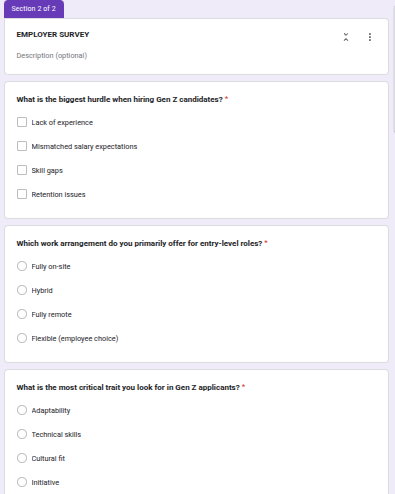 Section 2 of 2
EMPLOYER SURVEY
Description (optional)
What is the biggest hurdle when hiring Gen Z candidates? *
Lack of experience
Mismatched salary expectations
Skill gaps
Retention issues
Which work arrangement do you primarily offer for entry-level roles? *
Fully on-site
Hybrid
Fully remote
Flexible (employee choice)
What is the most critical trait you look for in Gen Z applicants? *
Adaptability
Technical skills
Cultural fit
Initiative